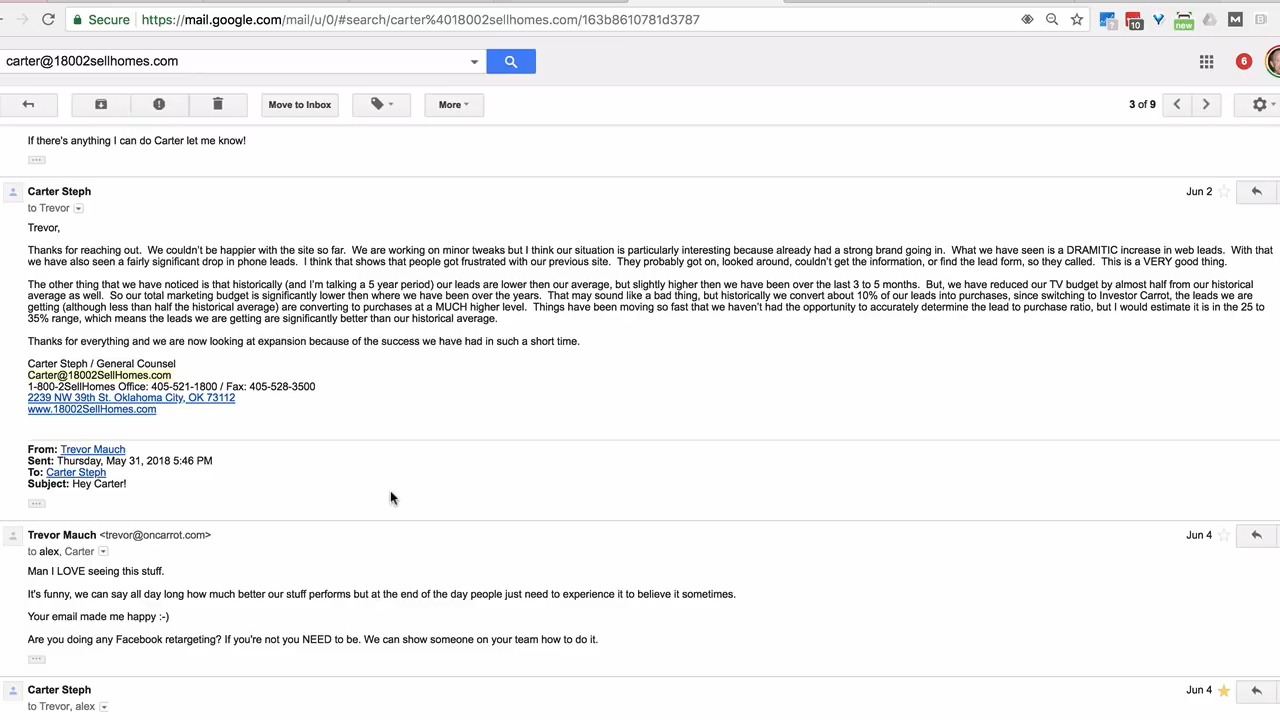 Secure | https://mail.google.com/mail/u/0/#search/carter%4018002sellhomes.com/163b8610781d3787
10
new
M
carter@18002sellhomes.com
6
Move to Inbox
More
3 of 9
If there's anything I can do Carter let me know!
Carter Steph
Jun 2
to Trevor
Trevor,
Thanks for reaching out. We couldn't be happier with the site so far. We are working on minor tweaks but I think our situation is particularly interesting because already had a strong brand going in. What we have seen is a DRAMITIC increase in web leads. With that
we have also seen a fairly significant drop in phone leads. I think that shows that people got frustrated with our previous site. They probably got on, looked around, couldn't get the information, or find the lead form, so they called. This is a VERY good thing.
The other thing that we have noticed is that historically (and I'm talking a 5 year period) our leads are lower then our average, but slightly higher then we have been over the last 3 to 5 months. But, we have reduced our TV budget by almost half from our historical
average as well. So our total marketing budget is significantly lower then where we have been over the years. That may sound like a bad thing, but historically we convert about 10% of our leads into purchases, since switching to Investor Carrot, the leads we are
getting (although less than half the historical average) are converting to purchases at a MUCH higher level. Things have been moving so fast that we haven't had the opportunity to accurately determine the lead to purchase ratio, but I would estimate it is in the 25 to
35% range, which means the leads we are getting are significantly better than our historical average.
Thanks for everything and we are now looking at expansion because of the success we have had in such a short time.
Carter Steph / General Counsel
Carter@18002SellHomes.com
1-800-2SellHomes Office: 405-521-1800 / Fax: 405-528-3500
2239 NW 39th St. Oklahoma City, OK 73112
www.18002SellHomes.com
From: Trevor Mauch
Sent: Thursday, May 31, 2018 5:46 PM
To: Carter Steph
Subject: Hey Carter!
Trevor Mauch <trevor@oncarrot.com>
Jun 4
to alex, Carter
Man I LOVE seeing this stuff.
It's funny, we can say all day long how much better our stuff performs but at the end of the day people just need to experience it to believe it sometimes.
Your email made me happy :-)
Are you doing any Facebook retargeting? If you're not you NEED to be. We can show someone on your team how to do it.
Carter Steph
Jun 4
to Trevor, alex